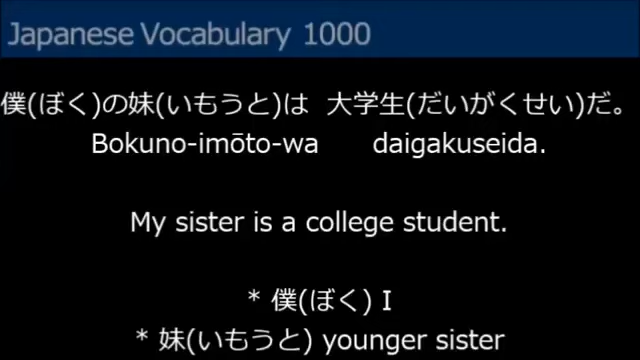 Japanese Vocabulary 1000
僕(ぼく)の妹(いもうと)は 大学生(だいがくせい)だ。
Bokuno-imōto-wa daigakuseida.
My sister is a college student.
* 僕(ぼく) I
* 妹(いもうと) younger sister